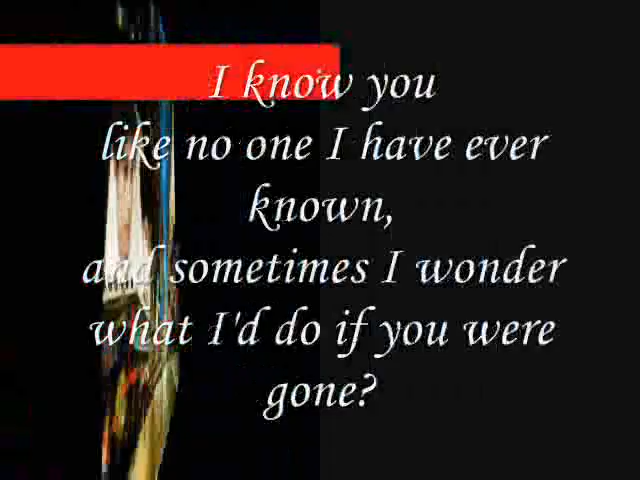 I know you
like no one I have ever
known,
and sometimes I wonder
what I'd do if you were
gone?